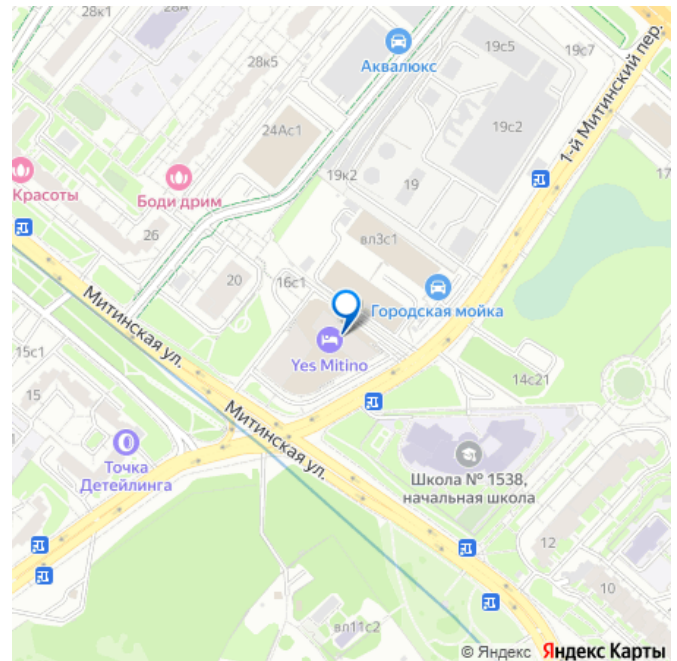 28к1
28А
19с5
19с7
Аквалюкс
28к5
1-й Митинский пер.
24Ас1
19с2
19к2
19
17
Красоты
Боди дрим
26
вл3с1
20
16с1
Городская мойка
Митинская ул.
Yes Mitino
15с1
14с21
15
Митинская ул.
Точка
Детейлинга
Школа № 1538,
начальная школа
12
10
вл11с2
© Яндекс Яндекс Карты